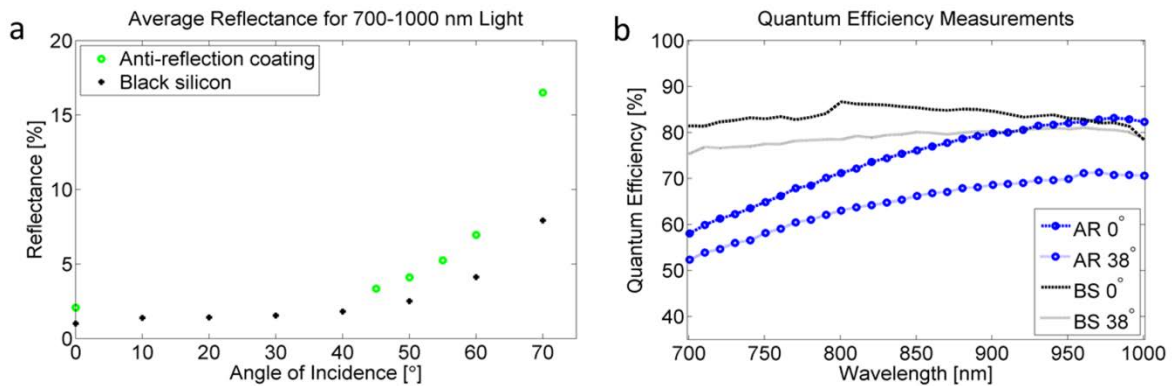 a
Average Reflectance for 700-1000 nm Light
20
15
10
5
0
Reflectance [%]
Anti-reflection coating
Black silicon
0 10 20 30 40 50 60 70
Angle of Incidence [°]
b
Quantum Efficiency Measurements
100
90
80
70
60
50
40
Quantum Efficiency [%]
AR 0°
AR 38°
BS 0°
BS 38°
700 750 800 850 900 950 1000
Wavelength [nm]